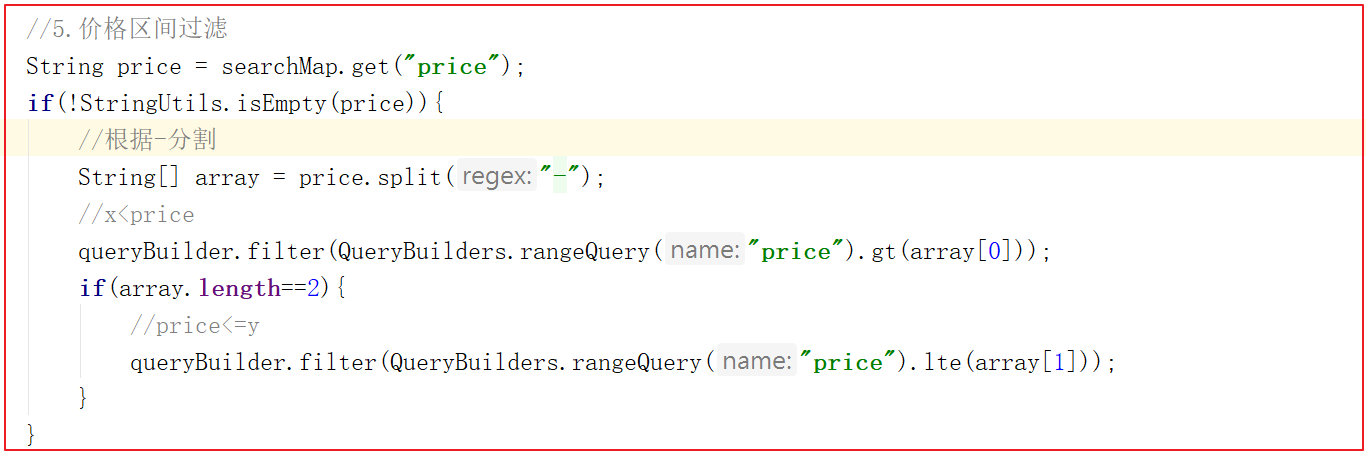 //5.价格区间过滤
String price = searchMap.get("price");
if(!StringUtils.isEmpty(price)){
//根据-分割
String[] array = price.split( regex: "-");
//x<price
queryBuilder.filter(QueryBuilders.rangeQuery( name: "price").gt(array[0]));
if(array.length==2){
//price<=y
queryBuilder.filter(QueryBuilders.rangeQuery( name: "price").lte(array[1]));
}
}